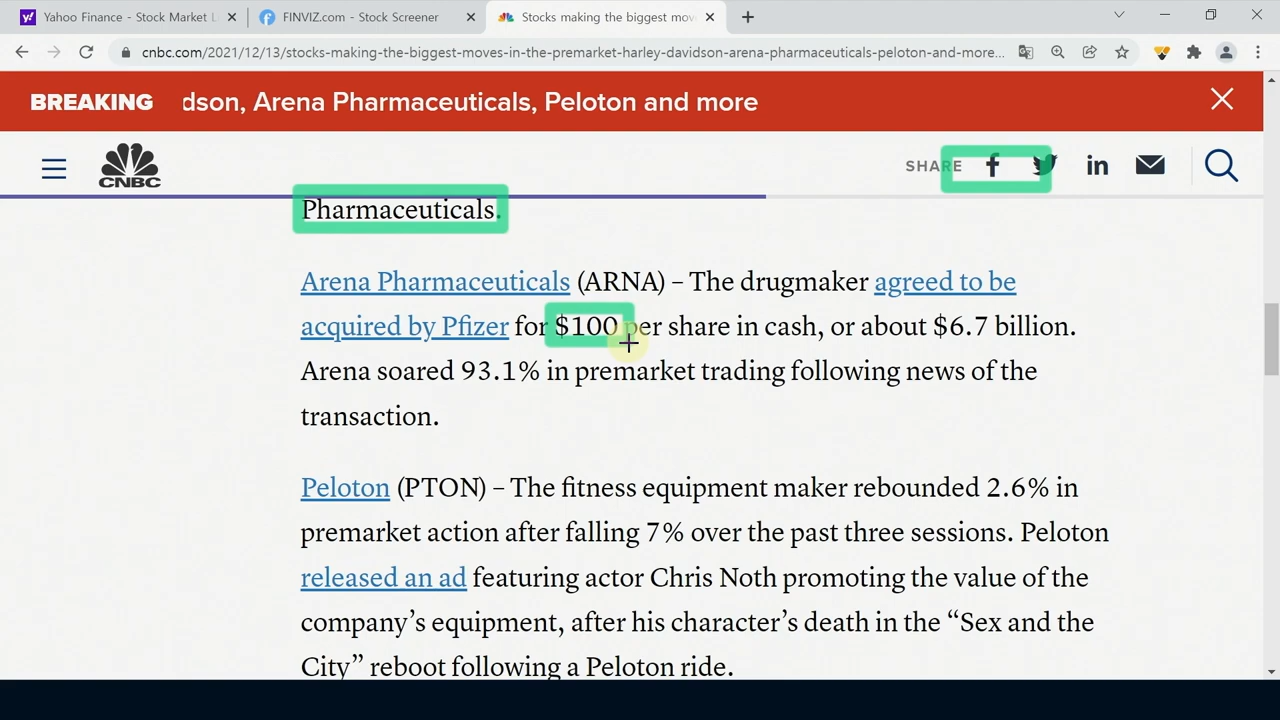 Yahoo Finance - Stock Market L
FINVIZ.com - Stock Screener
Stocks making the biggest mov
cnbc.com/2021/12/13/stocks-making-the-biggest-moves-in-the-premarket-harley-davidson-arena-pharmaceuticals-peloton-and-more...
BREAKING dson, Arena Pharmaceuticals, Peloton and more
CNBC
SHARE
Pharmaceuticals.
Arena Pharmaceuticals (ARNA) – The drugmaker agreed to be
acquired by Pfizer for $100 per share in cash, or about $6.7 billion.
Arena soared 93.1% in premarket trading following news of the
transaction.
Peloton (PTON) – The fitness equipment maker rebounded 2.6% in
premarket action after falling 7% over the past three sessions. Peloton
released an ad featuring actor Chris Noth promoting the value of the
company’s equipment, after his character’s death in the “Sex and the
City” reboot following a Peloton ride.